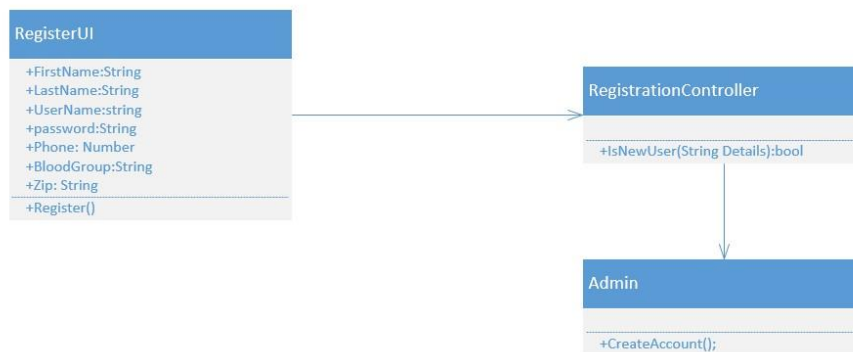 RegisterUI
+FirstName:String
+LastName:String
+UserName:string
+password:String
+Phone: Number
+BloodGroup:String
+Zip: String
+Register()
RegistrationController
+IsNewUser(String Details):bool
Admin
+CreateAccount();